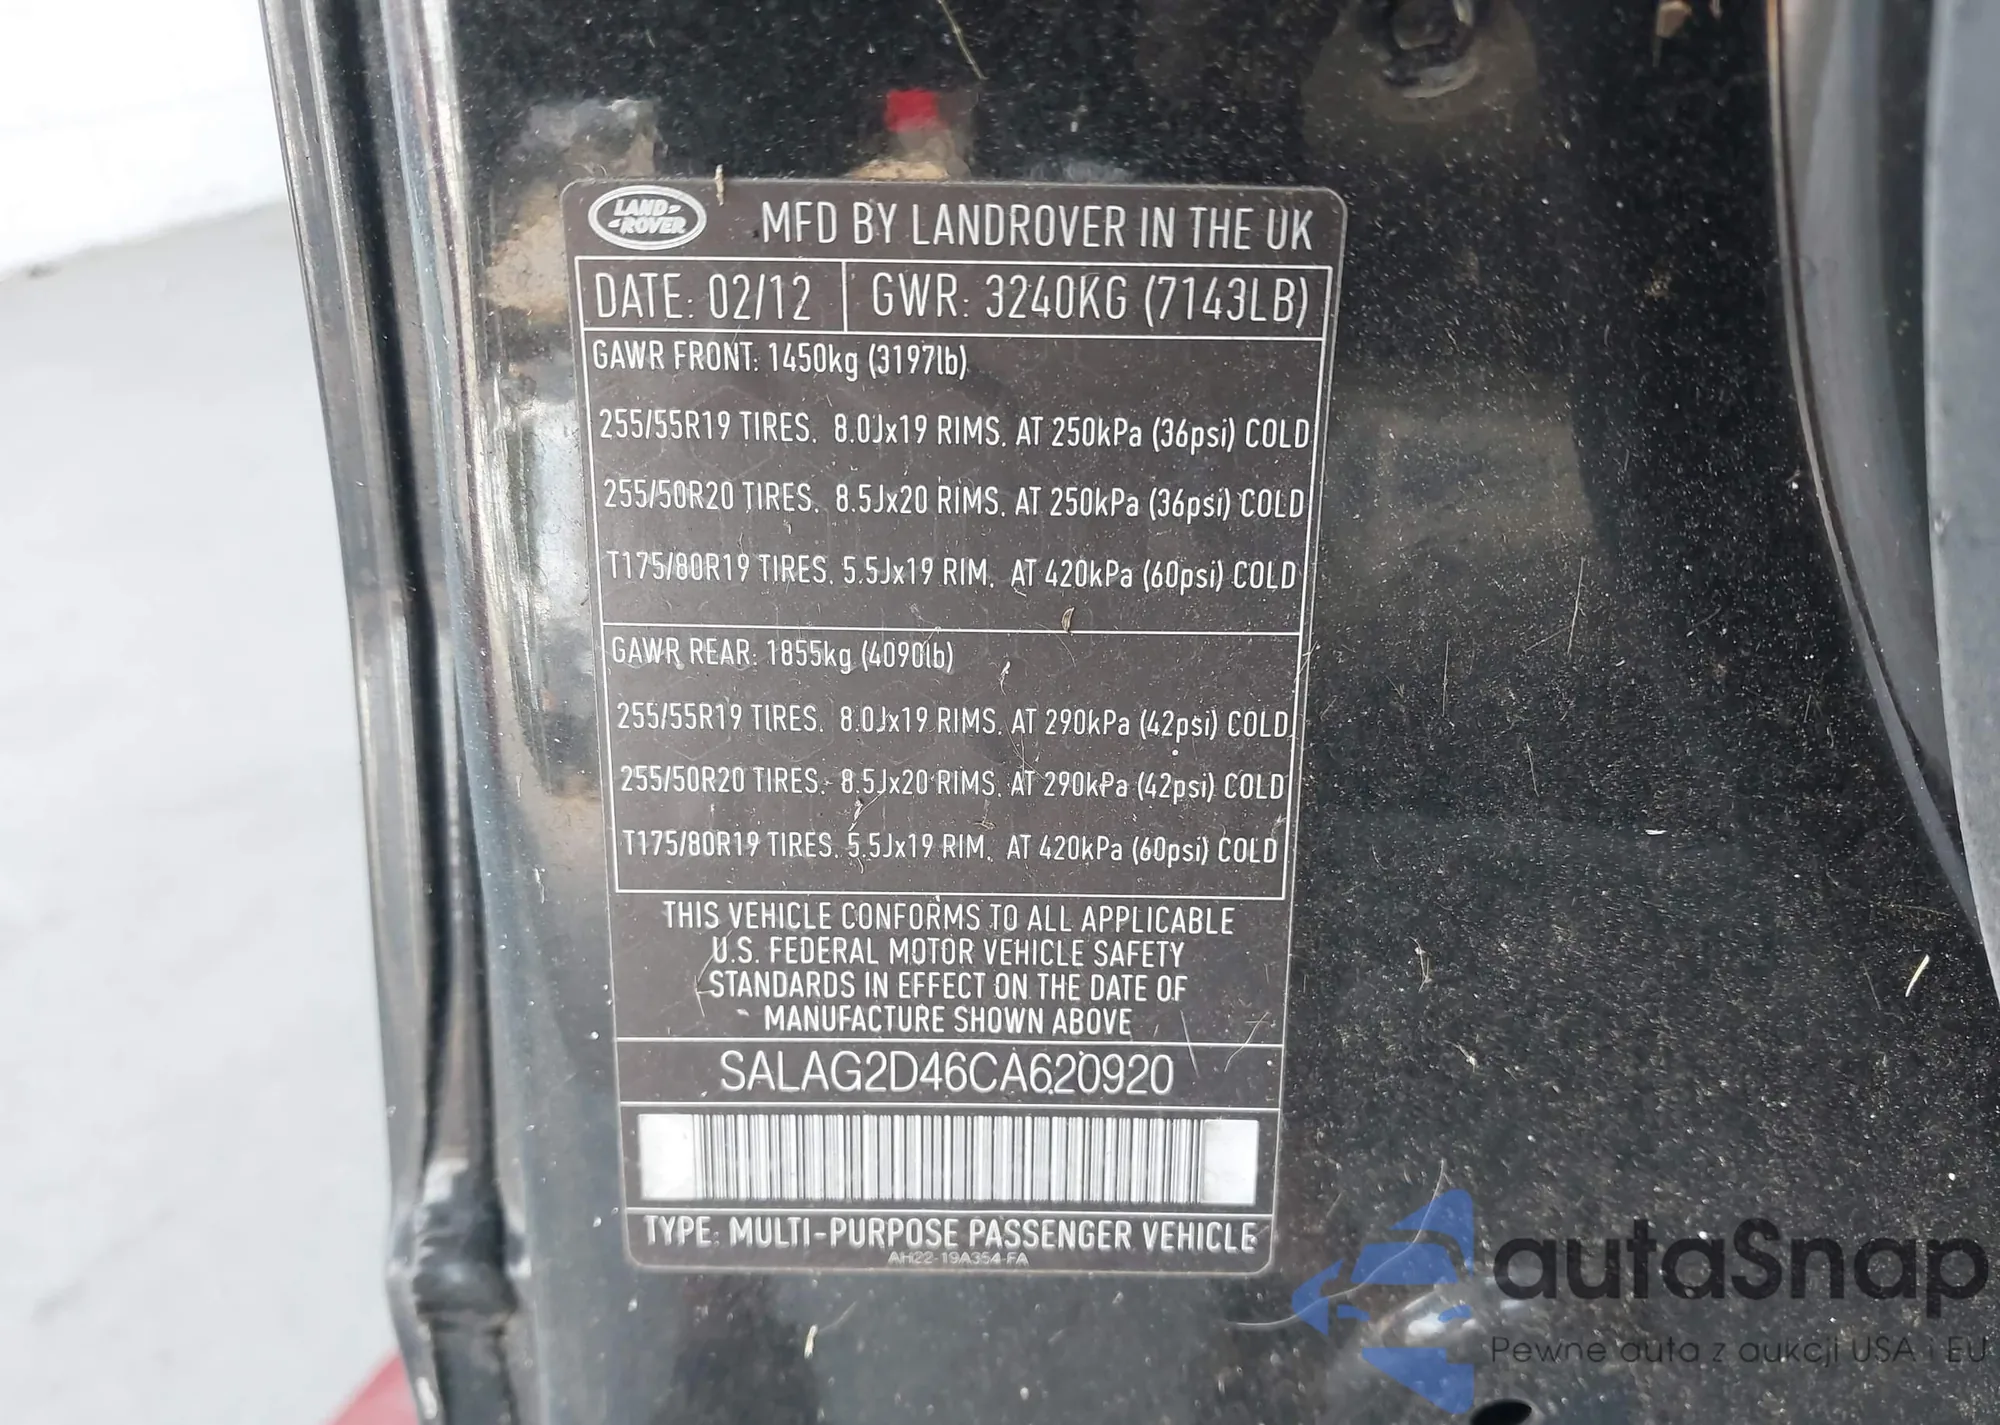 LAND ROVER
MFD BY LANDROVER IN THE UK
DATE: 02/12 GWR: 3240KG (7143LB)
GAWR FRONT: 1450kg (3197lb)
255/55R19 TIRES. 8.0Jx19 RIMS. AT 250kPa (36psi) COLD
255/50R20 TIRES. 8.5Jx20 RIMS. AT 250kPa (36psi) COLD
T175/80R19 TIRES. 5.5Jx19 RIM. AT 420kPa (60psi) COLD
GAWR REAR: 1855kg (4090lb)
255/55R19 TIRES. 8.0Jx19 RIMS. AT 290kPa (42psi) COLD
255/50R20 TIRES. 8.5Jx20 RIMS. AT 290kPa (42psi) COLD
T175/80R19 TIRES. 5.5Jx19 RIM. AT 420kPa (60psi) COLD
THIS VEHICLE CONFORMS TO ALL APPLICABLE
U.S. FEDERAL MOTOR VEHICLE SAFETY
STANDARDS IN EFFECT ON THE DATE OF
MANUFACTURE SHOWN ABOVE
SALAG2D46CA620920
TYPE: MULTI-PURPOSE PASSENGER VEHICLE
AH22-19A354-FA
autaSnap
Pewne auta z aukcji USA i EU